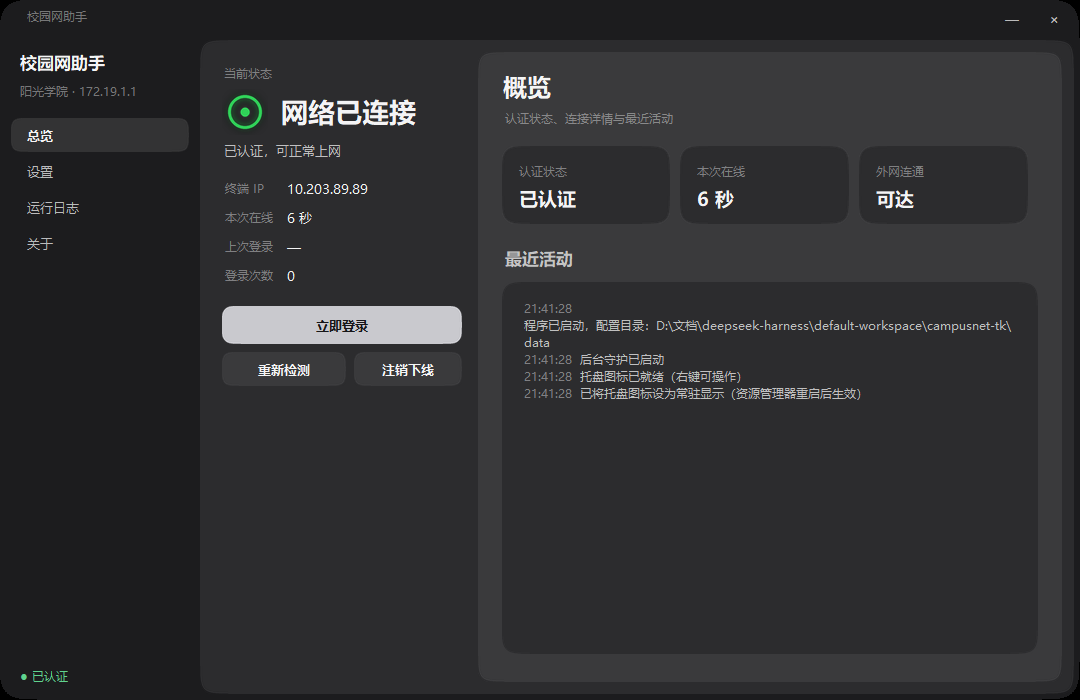 校园网助手
— ×
校园网助手
阳光学院 · 172.19.1.1
总览
设置
运行日志
关于
● 已认证
当前状态
网络已连接
已认证，可正常上网
终端 IP 10.203.89.89
本次在线 6 秒
上次登录 —
登录次数 0
立即登录
重新检测 注销下线
概览
认证状态、连接详情与最近活动
认证状态
已认证
本次在线
6 秒
外网连通
可达
最近活动
21:41:28
程序已启动，配置目录：D:\文档\deepseek-harness\default-workspace\campusnet-tk\
data
21:41:28 后台守护已启动
21:41:28 托盘图标已就绪（右键可操作）
21:41:28 已将托盘图标设为常驻显示（资源管理器重启后生效）